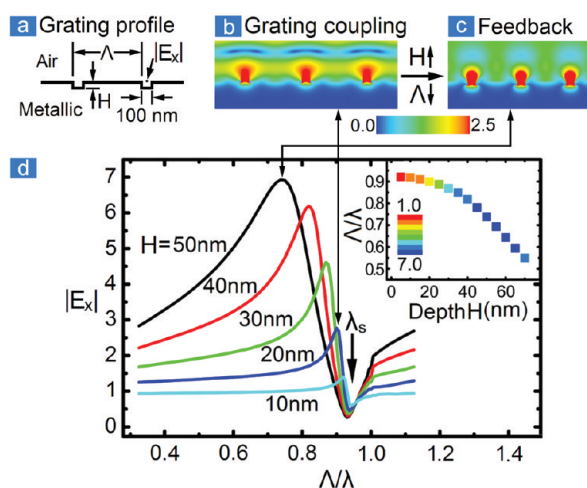 a Grating profile
Λ |Eₓ|
Air
Metallic H
100 nm
b Grating coupling
H↑
Λ↓
c Feedback
0.0 2.5
d
|Eₓ|
7
6
5
4
3
2
1
0
H = 50nm
40nm
30nm
20nm
10nm
λₛ
0.4 0.6 0.8 1.0 1.2 1.4
Λ/λ
Λ/λ
0.9
0.8
0.7
0.6
0.5
1.0
7.0
0 20 40 60
DepthH(nm)